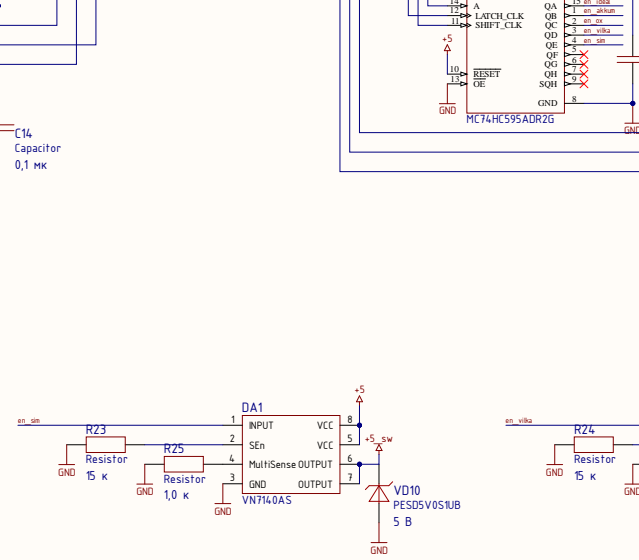 14 A QA 15 en_ideal
12 LATCH_CLK QB 1 en_akkum
11 SHIFT_CLK QC 2 en_ox
QD 3 en_vilka
+5 QE 4 en_sim
QF 5
QG 6
10 RESET QH 7
13 OE SQH 9
GND GND 8
MC74HC595ADR2G
GND
C14
Capacitor
0,1 мк
+5
DA1
en_sim 1 INPUT VCC 8
R23 2 SEn VCC 5 +5_sw
Resistor
15 к
GND
R25 4 MultiSense OUTPUT 6
Resistor
1,0 к
GND
3 GND OUTPUT 7
GND
VN7140AS
VD10
PESD5V0S1UB
5 В
GND
en_vilka
R24
Resistor
15 к
GND
GND